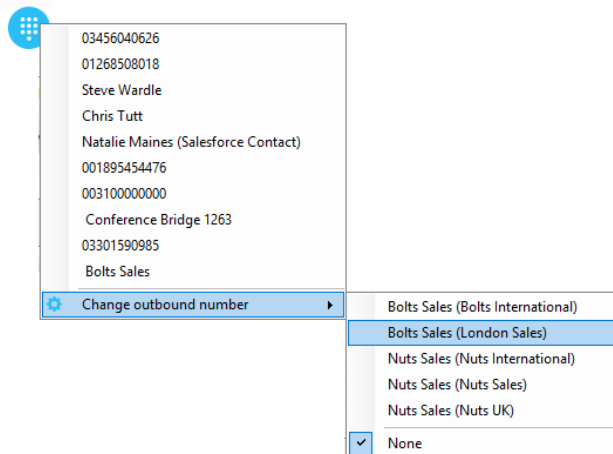 03456040626
01268508018
Steve Wardle
Chris Tutt
Natalie Maines (Salesforce Contact)
001895454476
003100000000
Conference Bridge 1263
03301590985
Bolts Sales
Change outbound number
Bolts Sales (Bolts International)
Bolts Sales (London Sales)
Nuts Sales (Nuts International)
Nuts Sales (Nuts Sales)
Nuts Sales (Nuts UK)
None